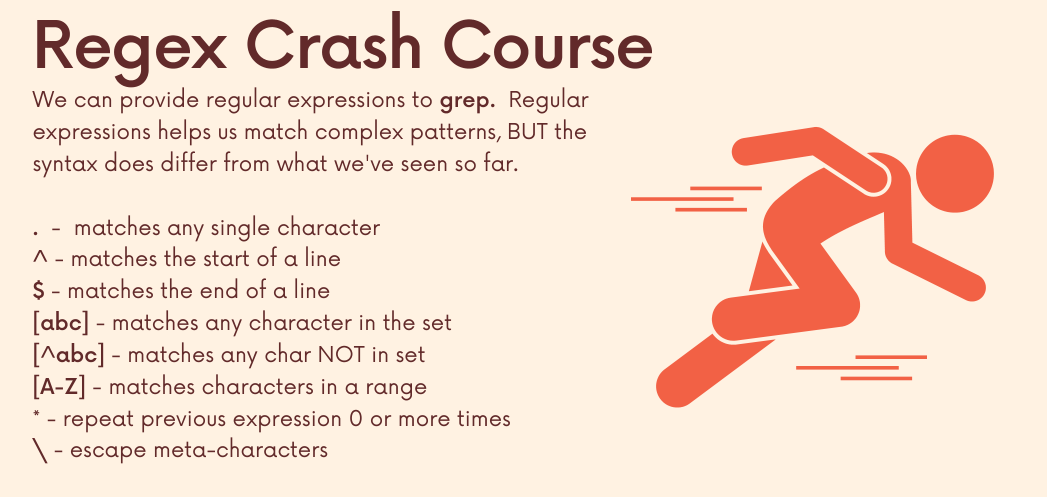 Regex Crash Course
We can provide regular expressions to grep. Regular
expressions helps us match complex patterns, BUT the
syntax does differ from what we've seen so far.
. - matches any single character
^ - matches the start of a line
$ - matches the end of a line
[abc] - matches any character in the set
[^abc] - matches any char NOT in set
[A-Z] - matches characters in a range
* - repeat previous expression 0 or more times
\ - escape meta-characters